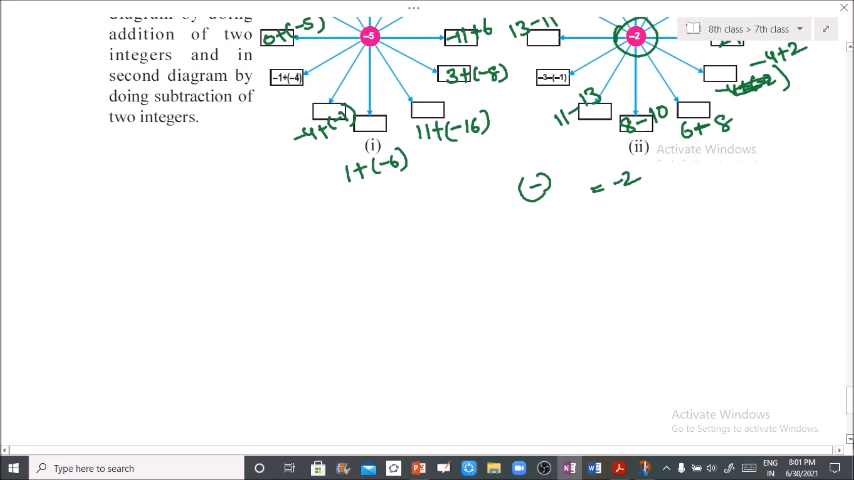 8th class > 7th class
diagram by doing
addition of two
integers and in
second diagram by
doing subtraction of
two integers.
0+(-5)
-5
-11+6
-1+(-4)
3+(-8)
11+(-16)
1+(-6)
(i)
13-11
-2
-4+2
-3-(-1)
11-13
8-10
6-8
(ii)
(-) = -2
Activate Windows
Activate Windows
Go to Settings to activate Windows.
Type here to search
ENG
IN
8:01 PM
6/30/2021